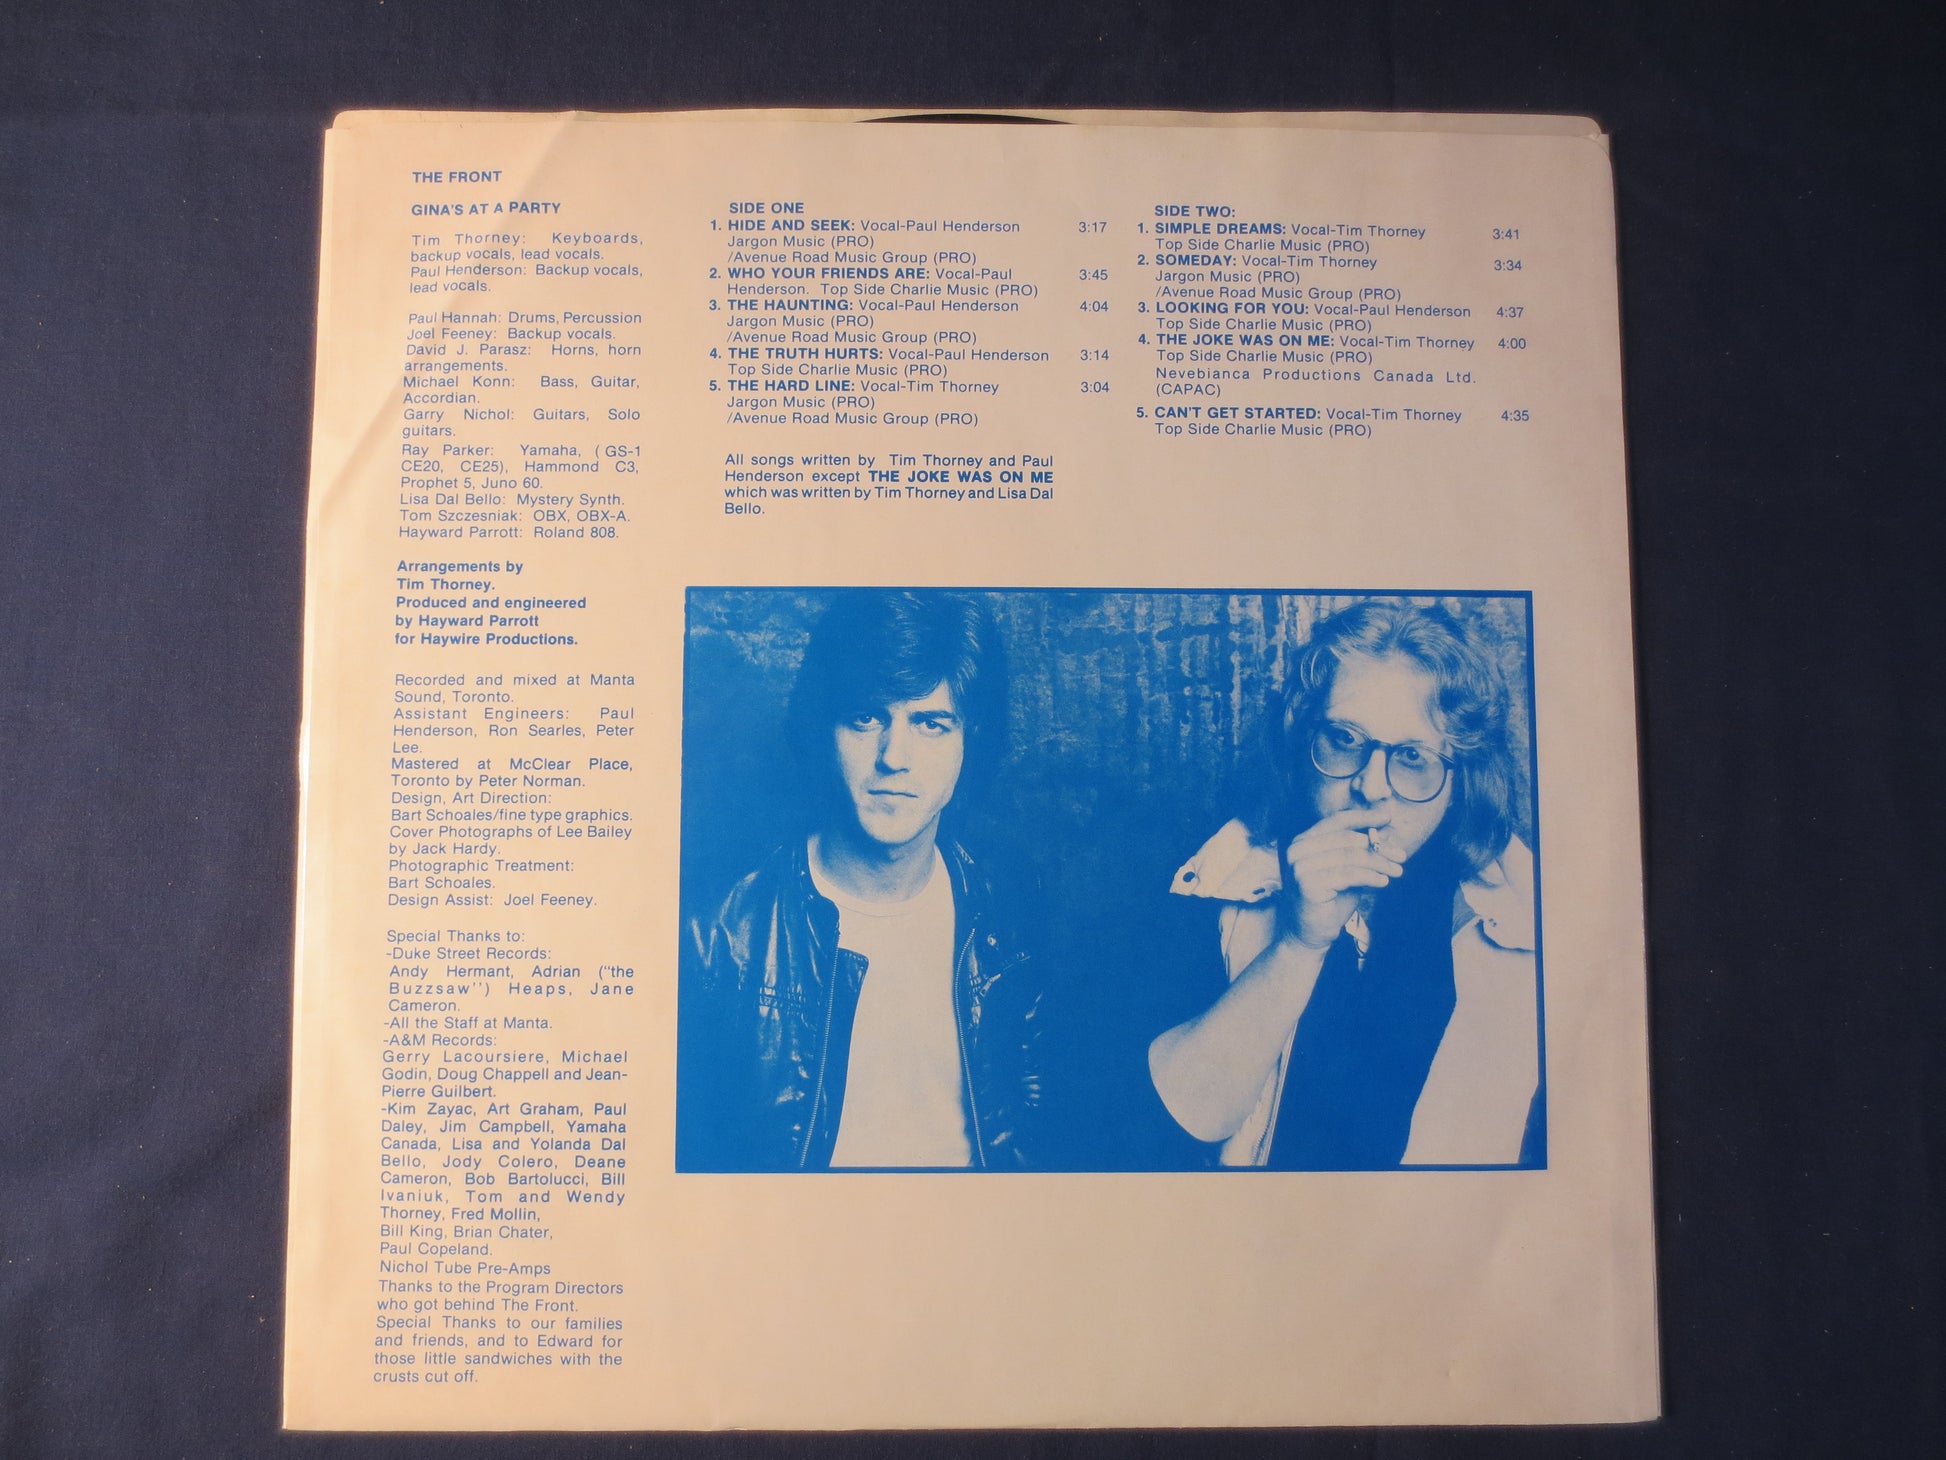 THE FRONT
GINA'S AT A PARTY
Tim Thorney: Keyboards,
backup vocals, lead vocals.
Paul Henderson: Backup vocals,
lead vocals.
Paul Hannah: Drums, Percussion
Joel Feeney: Backup vocals.
David J. Parasz: Horns, horn
arrangements.
Michael Konn: Bass, Guitar,
Accordian.
Garry Nichol: Guitars, Solo
guitars.
Ray Parker: Yamaha, (GS-1
CE20, CE25), Hammond C3,
Prophet 5, Juno 60.
Lisa Dal Bello: Mystery Synth.
Tom Szczesniak: OBX, OBX-A.
Hayward Parrott: Roland 808.
Arrangements by
Tim Thorney.
Produced and engineered
by Hayward Parrott
for Haywire Productions.
Recorded and mixed at Manta
Sound, Toronto.
Assistant Engineers: Paul
Henderson, Ron Searles, Peter
Lee.
Mastered at McClear Place,
Toronto by Peter Norman.
Design, Art Direction:
Bart Schoales/fine type graphics.
Cover Photographs of Lee Bailey
by Jack Hardy.
Photographic Treatment:
Bart Schoales.
Design Assist: Joel Feeney.
Special Thanks to:
-Duke Street Records:
Andy Hermant, Adrian ("the
Buzzsaw'') Heaps, Jane
Cameron.
-All the Staff at Manta.
-A&M Records:
Gerry Lacoursiere, Michael
Godin, Doug Chappell and Jean-
Pierre Guilbert.
-Kim Zayac, Art Graham, Paul
Daley, Jim Campbell, Yamaha
Canada, Lisa and Yolanda Dal
Bello, Jody Colero, Deane
Cameron, Bob Bartolucci, Bill
Ivaniuk, Tom and Wendy
Thorney, Fred Mollin,
Bill King, Brian Chater,
Paul Copeland.
Nichol Tube Pre-Amps
Thanks to the Program Directors
who got behind The Front.
Special Thanks to our families
and friends, and to Edward for
those little sandwiches with the
crusts cut off.
SIDE ONE
1. HIDE AND SEEK: Vocal-Paul Henderson 3:17
Jargon Music (PRO)
/Avenue Road Music Group (PRO)
2. WHO YOUR FRIENDS ARE: Vocal-Paul 3:45
Henderson. Top Side Charlie Music (PRO)
3. THE HAUNTING: Vocal-Paul Henderson 4:04
Jargon Music (PRO)
/Avenue Road Music Group (PRO)
4. THE TRUTH HURTS: Vocal-Paul Henderson 3:14
Top Side Charlie Music (PRO)
5. THE HARD LINE: Vocal-Tim Thorney 3:04
Jargon Music (PRO)
/Avenue Road Music Group (PRO)
All songs written by Tim Thorney and Paul
Henderson except THE JOKE WAS ON ME
which was written by Tim Thorney and Lisa Dal
Bello.
SIDE TWO:
1. SIMPLE DREAMS: Vocal-Tim Thorney 3:41
Top Side Charlie Music (PRO)
2. SOMEDAY: Vocal-Tim Thorney 3:34
Jargon Music (PRO)
/Avenue Road Music Group (PRO)
3. LOOKING FOR YOU: Vocal-Paul Henderson 4:37
Top Side Charlie Music (PRO)
4. THE JOKE WAS ON ME: Vocal-Tim Thorney 4:00
Top Side Charlie Music (PRO)
Nevebianca Productions Canada Ltd.
(CAPAC)
5. CAN'T GET STARTED: Vocal-Tim Thorney 4:35
Top Side Charlie Music (PRO)